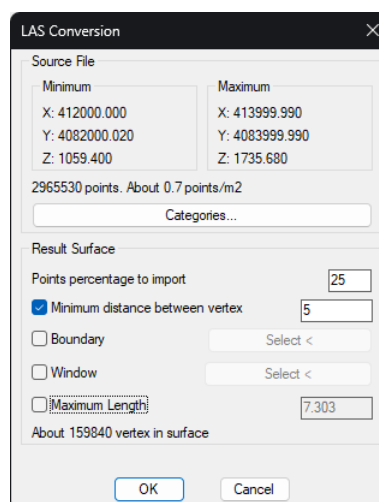 LAS Conversion
Source File
Minimum
X: 412000.000
Y: 4082000.020
Z: 1059.400
Maximum
X: 413999.990
Y: 4083999.990
Z: 1735.680
2965530 points. About 0.7 points/m2
Categories...
Result Surface
Points percentage to import 25
Minimum distance between vertex 5
Boundary Select <
Window Select <
Maximum Length 7.303
About 159840 vertex in surface
OK Cancel